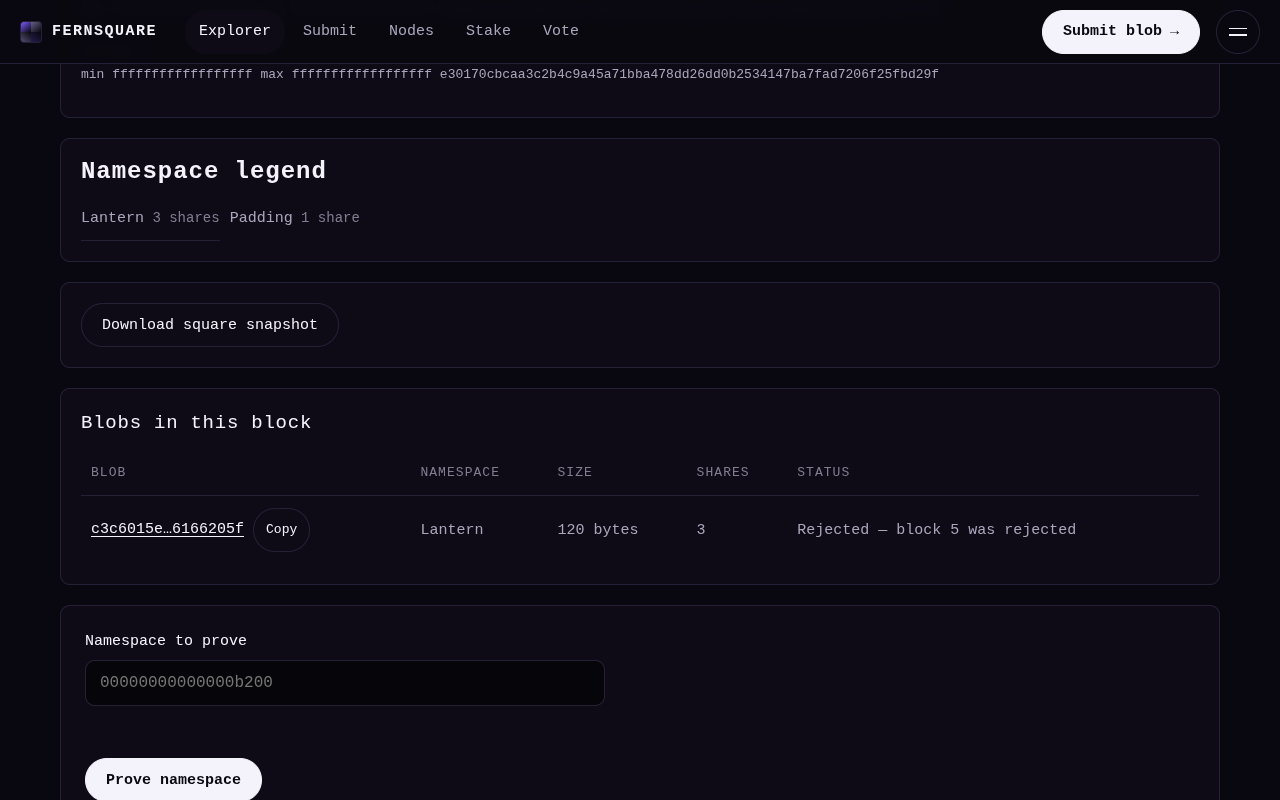 FERNSQUARE Explorer Submit Nodes Stake Vote Submit blob →
min ffffffffffffffffff max ffffffffffffffffff e30170cbcaa3c2b4c9a45a71bba478dd26dd0b2534147ba7fad7206f25fbd29f
Namespace legend
Lantern 3 shares Padding 1 share
Download square snapshot
Blobs in this block
BLOB NAMESPACE SIZE SHARES STATUS
c3c6015e…6166205f Copy Lantern 120 bytes 3 Rejected — block 5 was rejected
Namespace to prove
00000000000000b200
Prove namespace